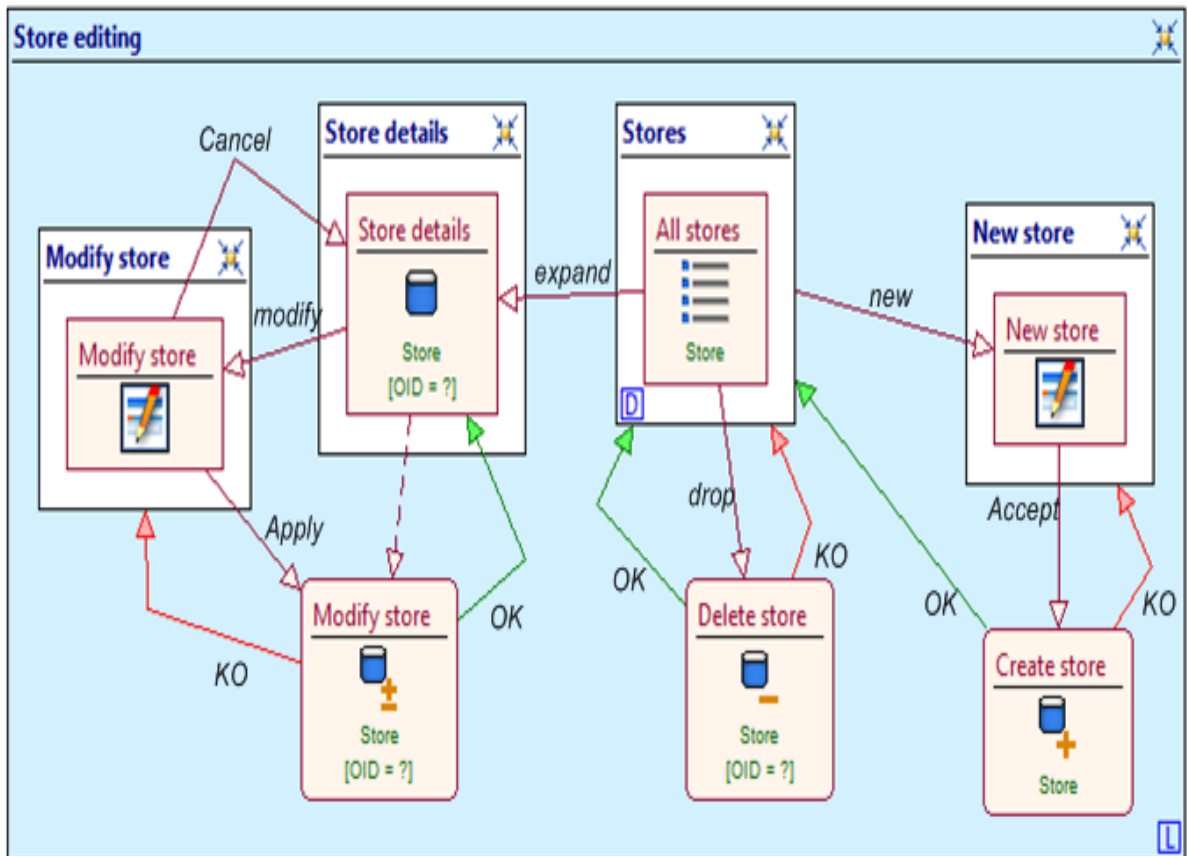 Store editing
Cancel
Store details
Stores
Store details
All stores
New store
Modify store
expand
new
modify
New store
Modify store
Store
Store
[OID = ?]
D
drop
Accept
Apply
KO
OK
OK
KO
Modify store
OK
Delete store
KO
Create store
Store
Store
[OID = ?]
[OID = ?]
Store
L